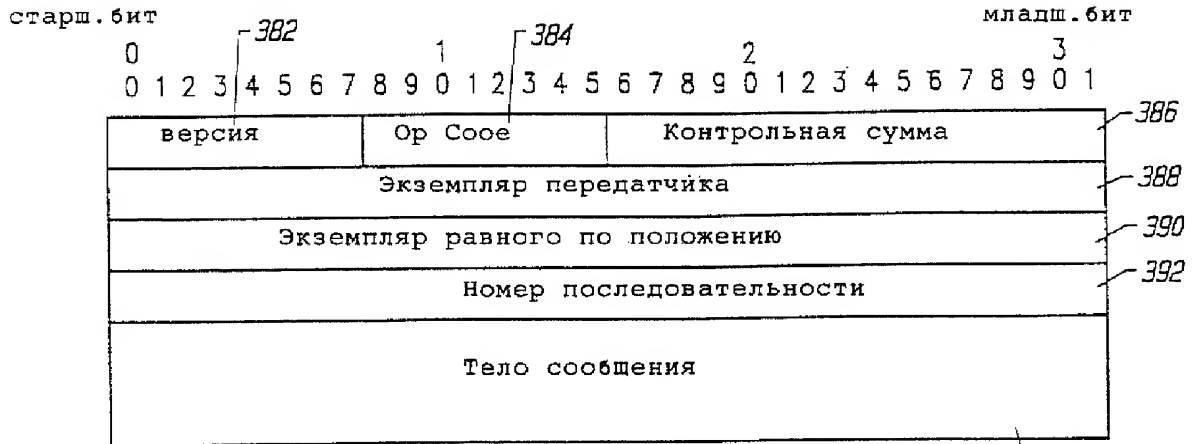 старш.бит младш.бит
382 384
0 1 2 3
0 1 2 3 4 5 6 7 8 9 0 1 2 3 4 5 6 7 8 9 0 1 2 3 4 5 6 7 8 9 0 1
версия Op Cooe Контрольная сумма 386
Экземпляр передатчика 388
Экземпляр равного по положению 390
Номер последовательности 392
Тело сообщения